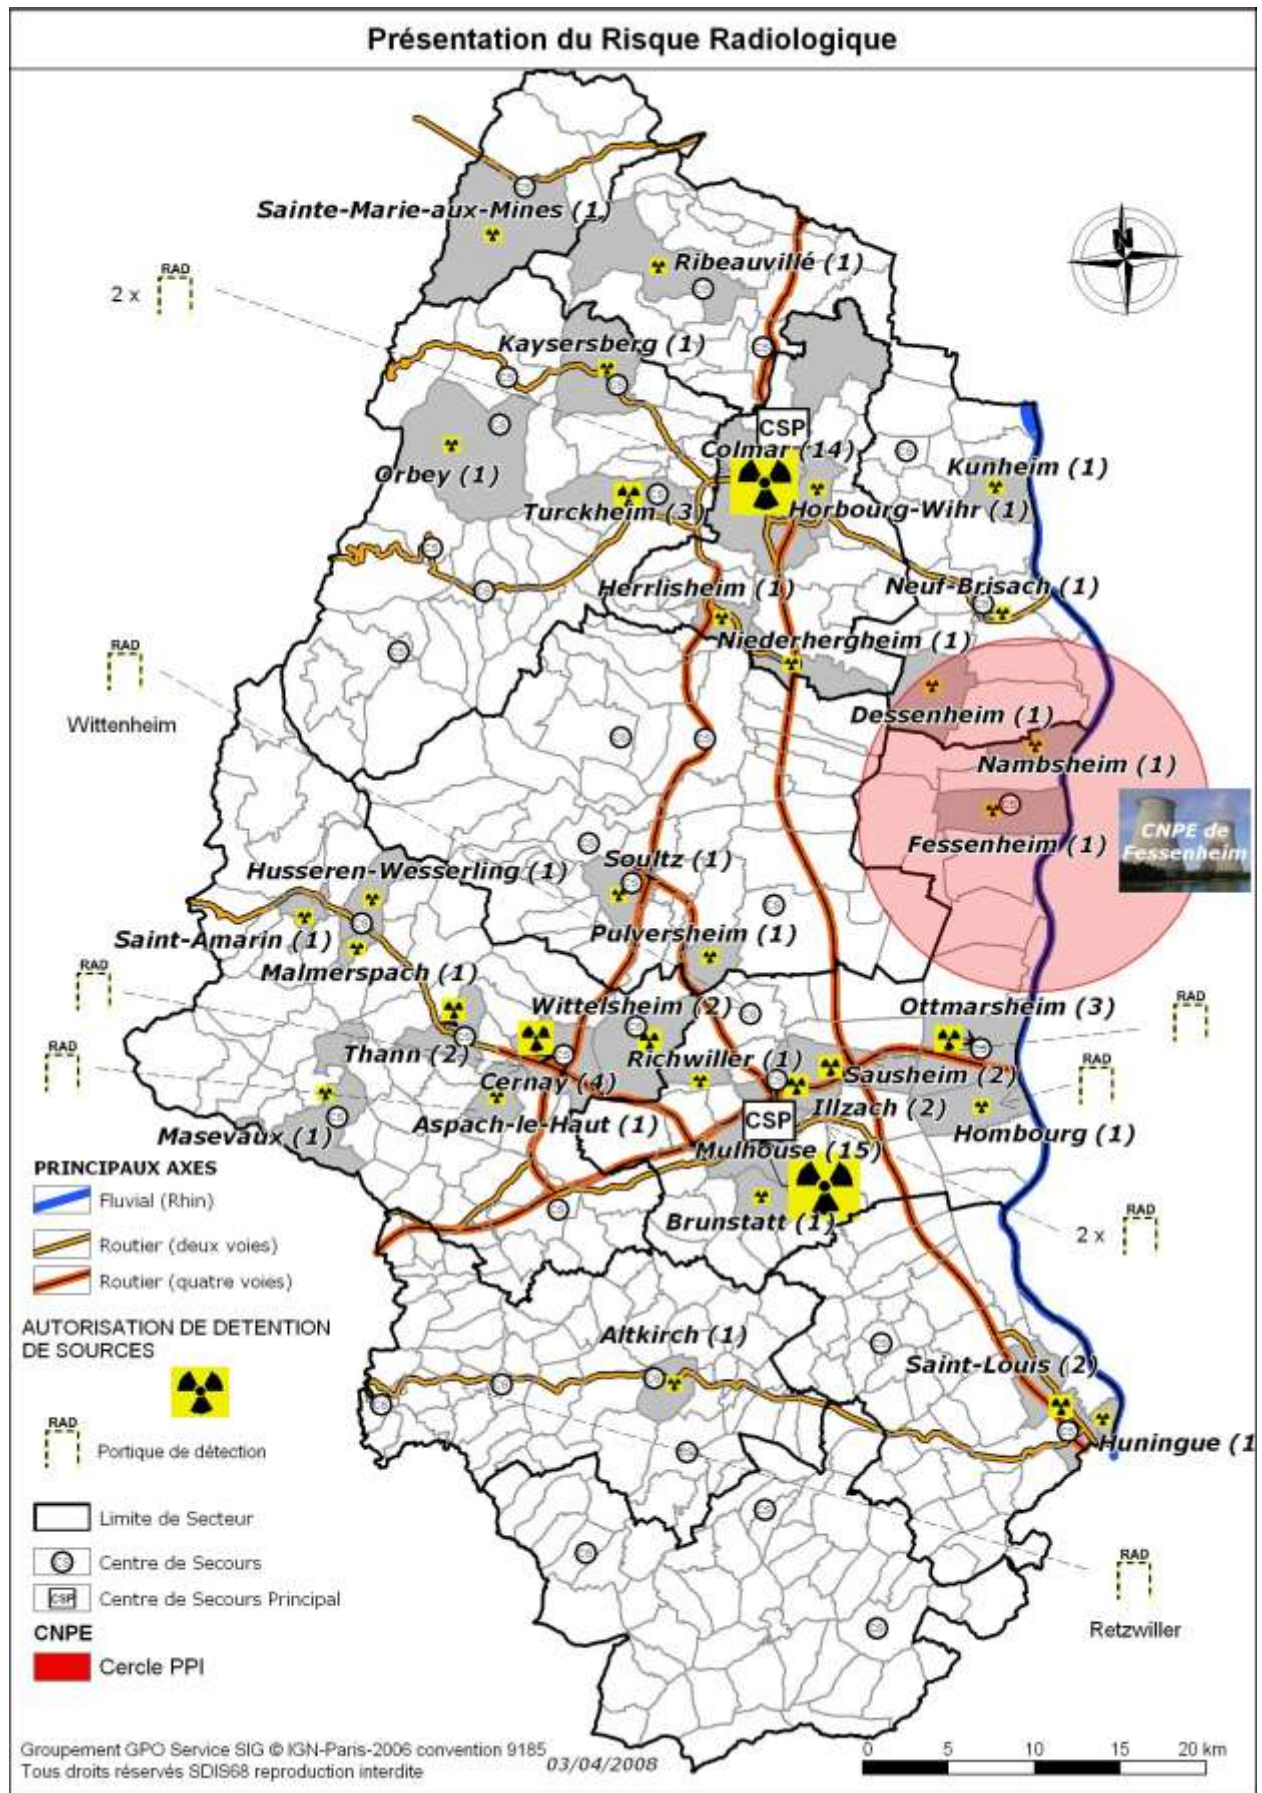 Présentation du Risque Radiologique
Sainte-Marie-aux-Mines (1)
Ribeauvillé (1)
RAD
2 x
N
Kaysersberg (1)
CSP
Colmar (14)
Kunheim (1)
Orbey (1)
Turckheim (3)
Horbourg-Wihr (1)
Herrlisheim (1)
Neuf-Brisach (1)
Niederhergheim (1)
RAD
Wittenheim
Dessenheim (1)
Nambsheim (1)
CNPE de
Fessenheim
Fessenheim (1)
Soultz (1)
Husseren-Wesserling (1)
Saint-Amarin (1)
Pulversheim (1)
Malmerspach (1)
RAD
Wittelsheim (2)
Ottmarsheim (3)
RAD
Thann (2)
Richwiller (1)
RAD
RAD
Cernay (4)
Sausheim (2)
Illzach (2)
Aspach-le-Haut (1)
CSP
Hombourg (1)
Masevaux (1)
Mulhouse (15)
Brunstatt (1)
RAD
2 x
PRINCIPAUX AXES
Fluvial (Rhin)
Routier (deux voies)
Routier (quatre voies)
AUTORISATION DE DETENTION
DE SOURCES
Altkirch (1)
Saint-Louis (2)
Huningue (1
RAD
Portique de détection
Limite de Secteur
CS
Centre de Secours
CSP
Centre de Secours Principal
CNPE
Cercle PPI
RAD
Retzwiller
Groupement GPO Service SIG © IGN-Paris-2006 convention 9185
Tous droits réservés SDIS68 reproduction interdite
03/04/2008
0 5 10 15 20 km